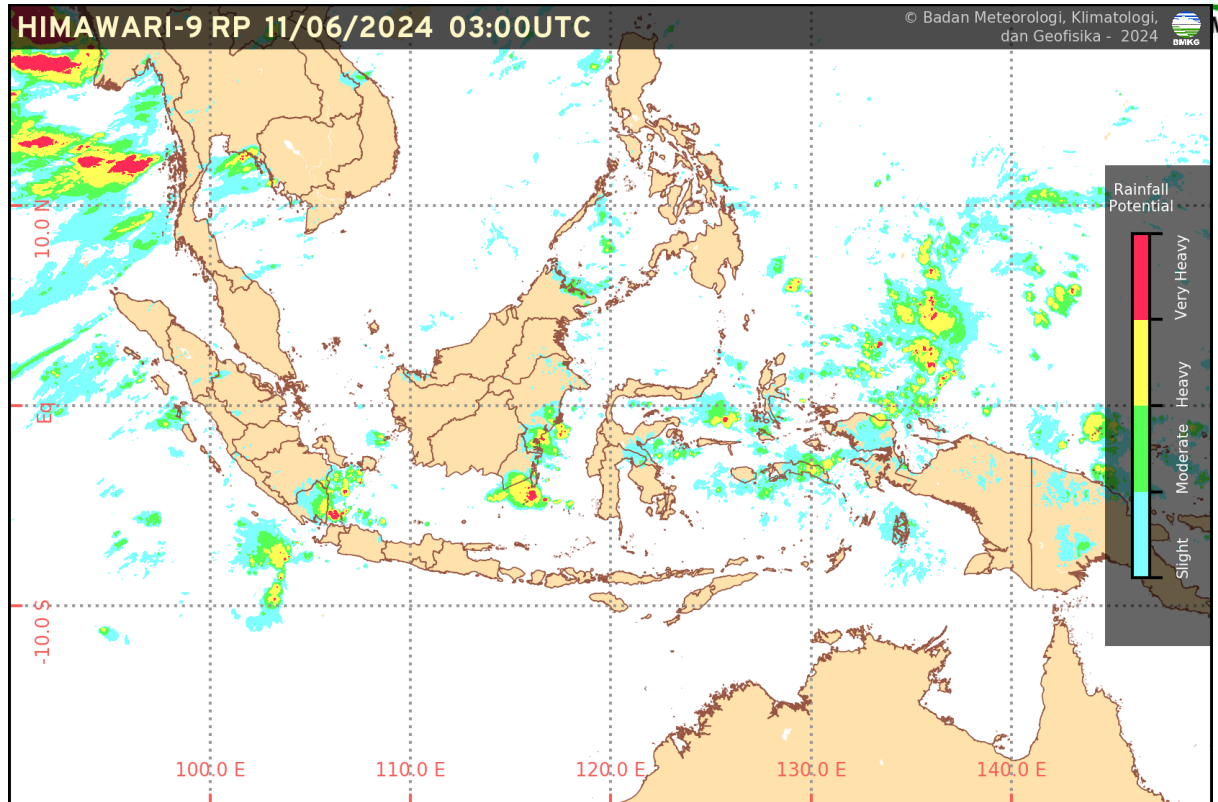 HIMAWARI-9 RP 11/06/2024 03:00UTC
© Badan Meteorologi, Klimatologi,
dan Geofisika - 2024
BMKG
Rainfall
Potential
Very Heavy
Heavy
Moderate
Slight
10.0 N
Eq
-10.0 S
100.0 E
110.0 E
120.0 E
130.0 E
140.0 E